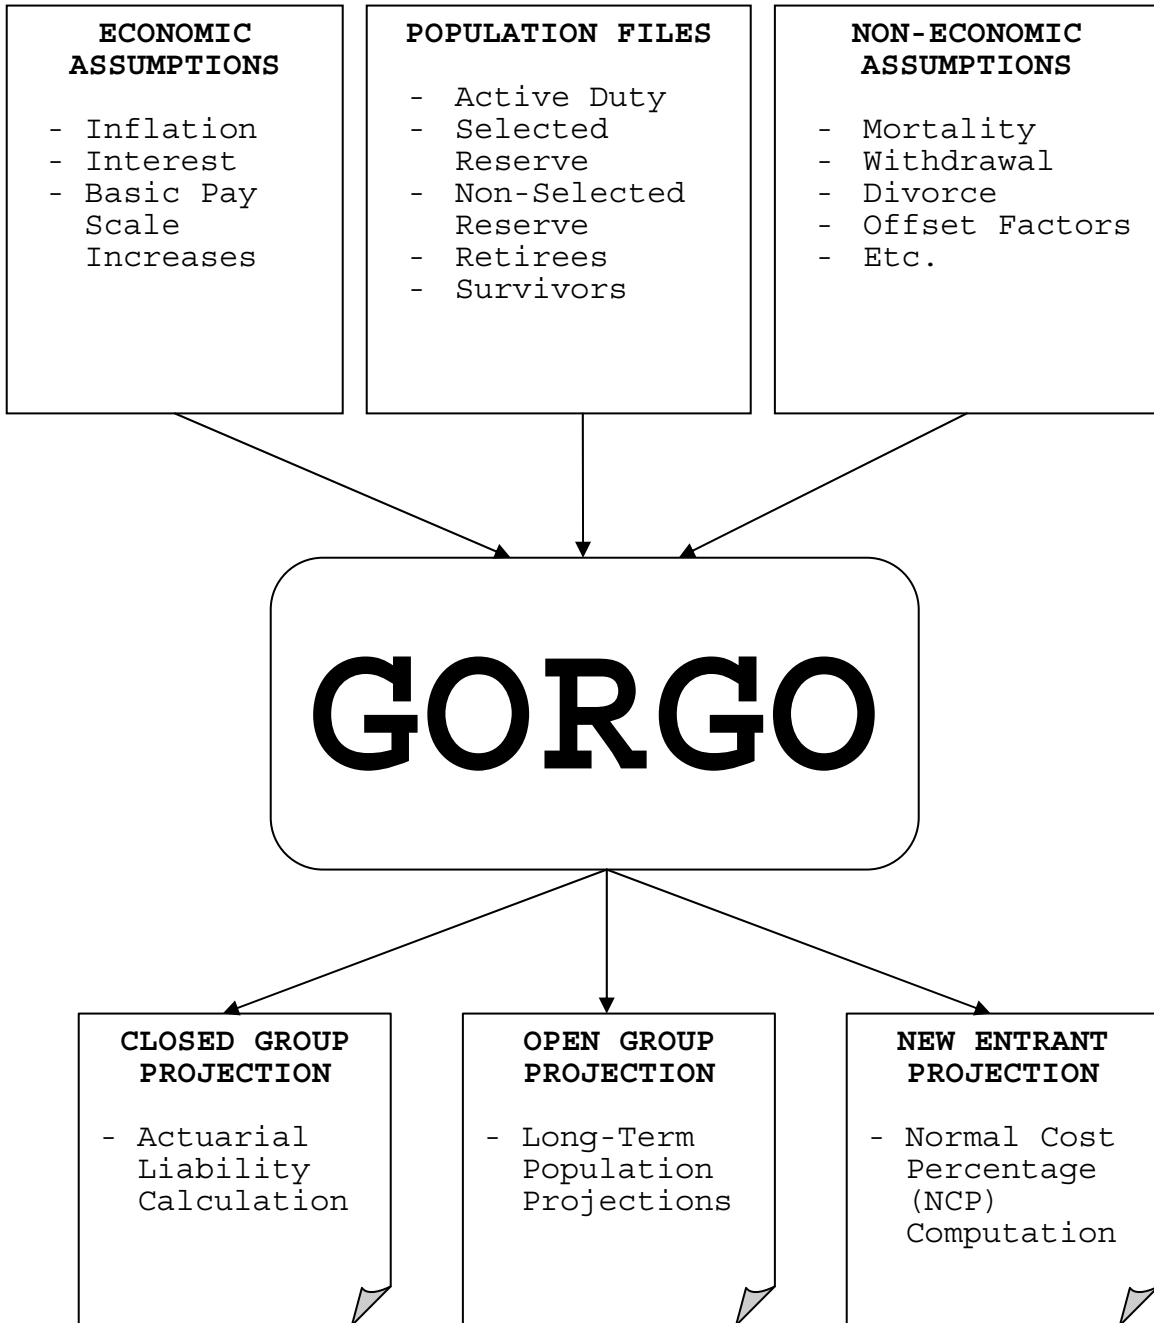 ECONOMIC
ASSUMPTIONS
- Inflation
- Interest
- Basic Pay
Scale
Increases
POPULATION FILES
- Active Duty
- Selected
Reserve
- Non-Selected
Reserve
- Retirees
- Survivors
NON-ECONOMIC
ASSUMPTIONS
- Mortality
- Withdrawal
- Divorce
- Offset Factors
- Etc.
GORGO
CLOSED GROUP
PROJECTION
- Actuarial
Liability
Calculation
OPEN GROUP
PROJECTION
- Long-Term
Population
Projections
NEW ENTRANT
PROJECTION
- Normal Cost
Percentage
(NCP)
Computation